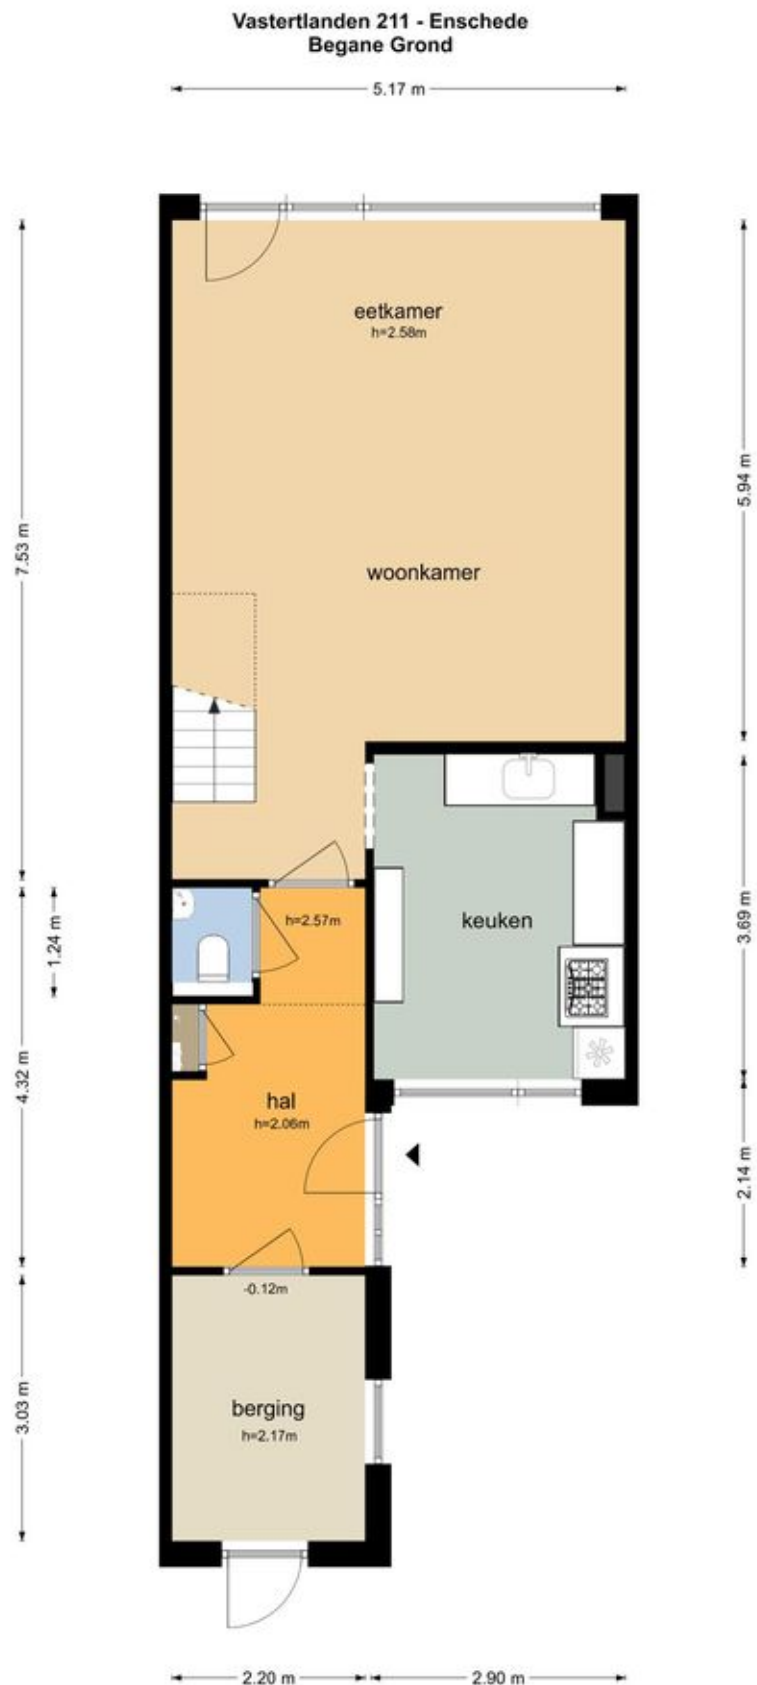 Vastertlanden 211 - Enschede
Begane Grond
5.17 m
eetkamer
h=2.58m
7.53 m
5.94 m
woonkamer
h=2.57m
keuken
1.24 m
3.69 m
4.32 m
hal
h=2.06m
2.14 m
-0.12m
berging
h=2.17m
3.03 m
2.20 m
2.90 m